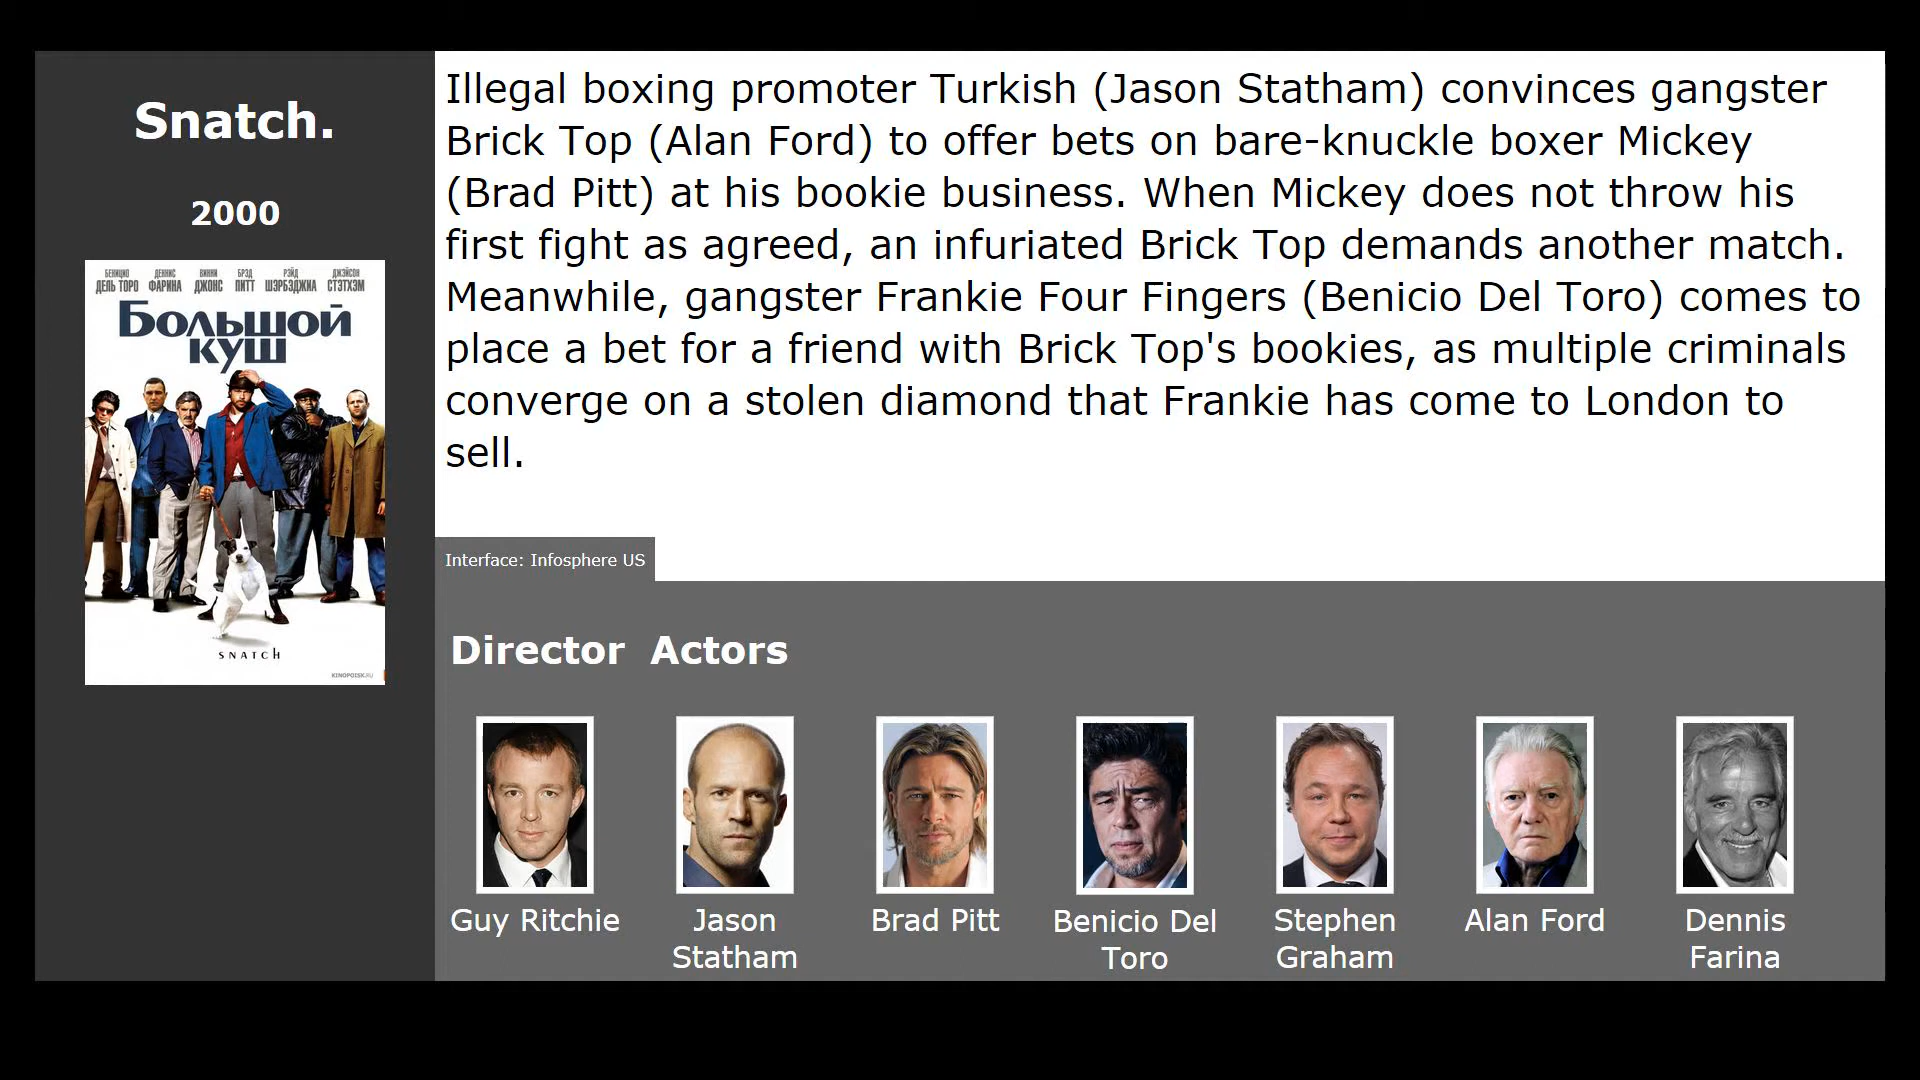 Snatch.
2000
БЕНИЦИО ДЕЛЬ ТОРО
ДЕННИС ФАРИНА
ВИННИ ДЖОНС
БРЭД ПИТТ
РЭЙД ШЭРБЭДЖИА
ДЖЭЙСОН СТЭТХЭМ
Большой
куш
SNATCH
KINOPOISK.RU
Illegal boxing promoter Turkish (Jason Statham) convinces gangster
Brick Top (Alan Ford) to offer bets on bare-knuckle boxer Mickey
(Brad Pitt) at his bookie business. When Mickey does not throw his
first fight as agreed, an infuriated Brick Top demands another match.
Meanwhile, gangster Frankie Four Fingers (Benicio Del Toro) comes to
place a bet for a friend with Brick Top's bookies, as multiple criminals
converge on a stolen diamond that Frankie has come to London to
sell.
Interface: Infosphere US
Director Actors
Guy Ritchie
Jason
Statham
Brad Pitt
Benicio Del
Toro
Stephen
Graham
Alan Ford
Dennis
Farina